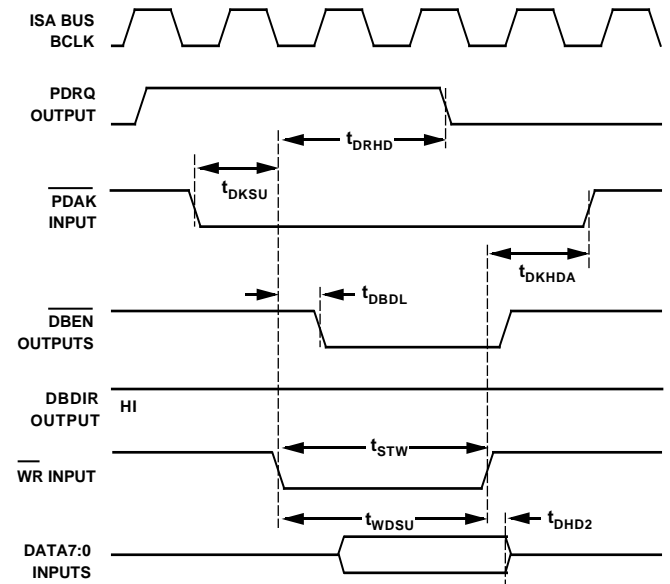 ISA BUS
BCLK
PDRQ
OUTPUT
tDRHD
tDKSU
PDAK
INPUT
tDKHDA
tDBDL
DBEN
OUTPUTS
DBDIR
OUTPUT
HI
tSTW
WR INPUT
tWDSU
tDHD2
DATA7:0
INPUTS